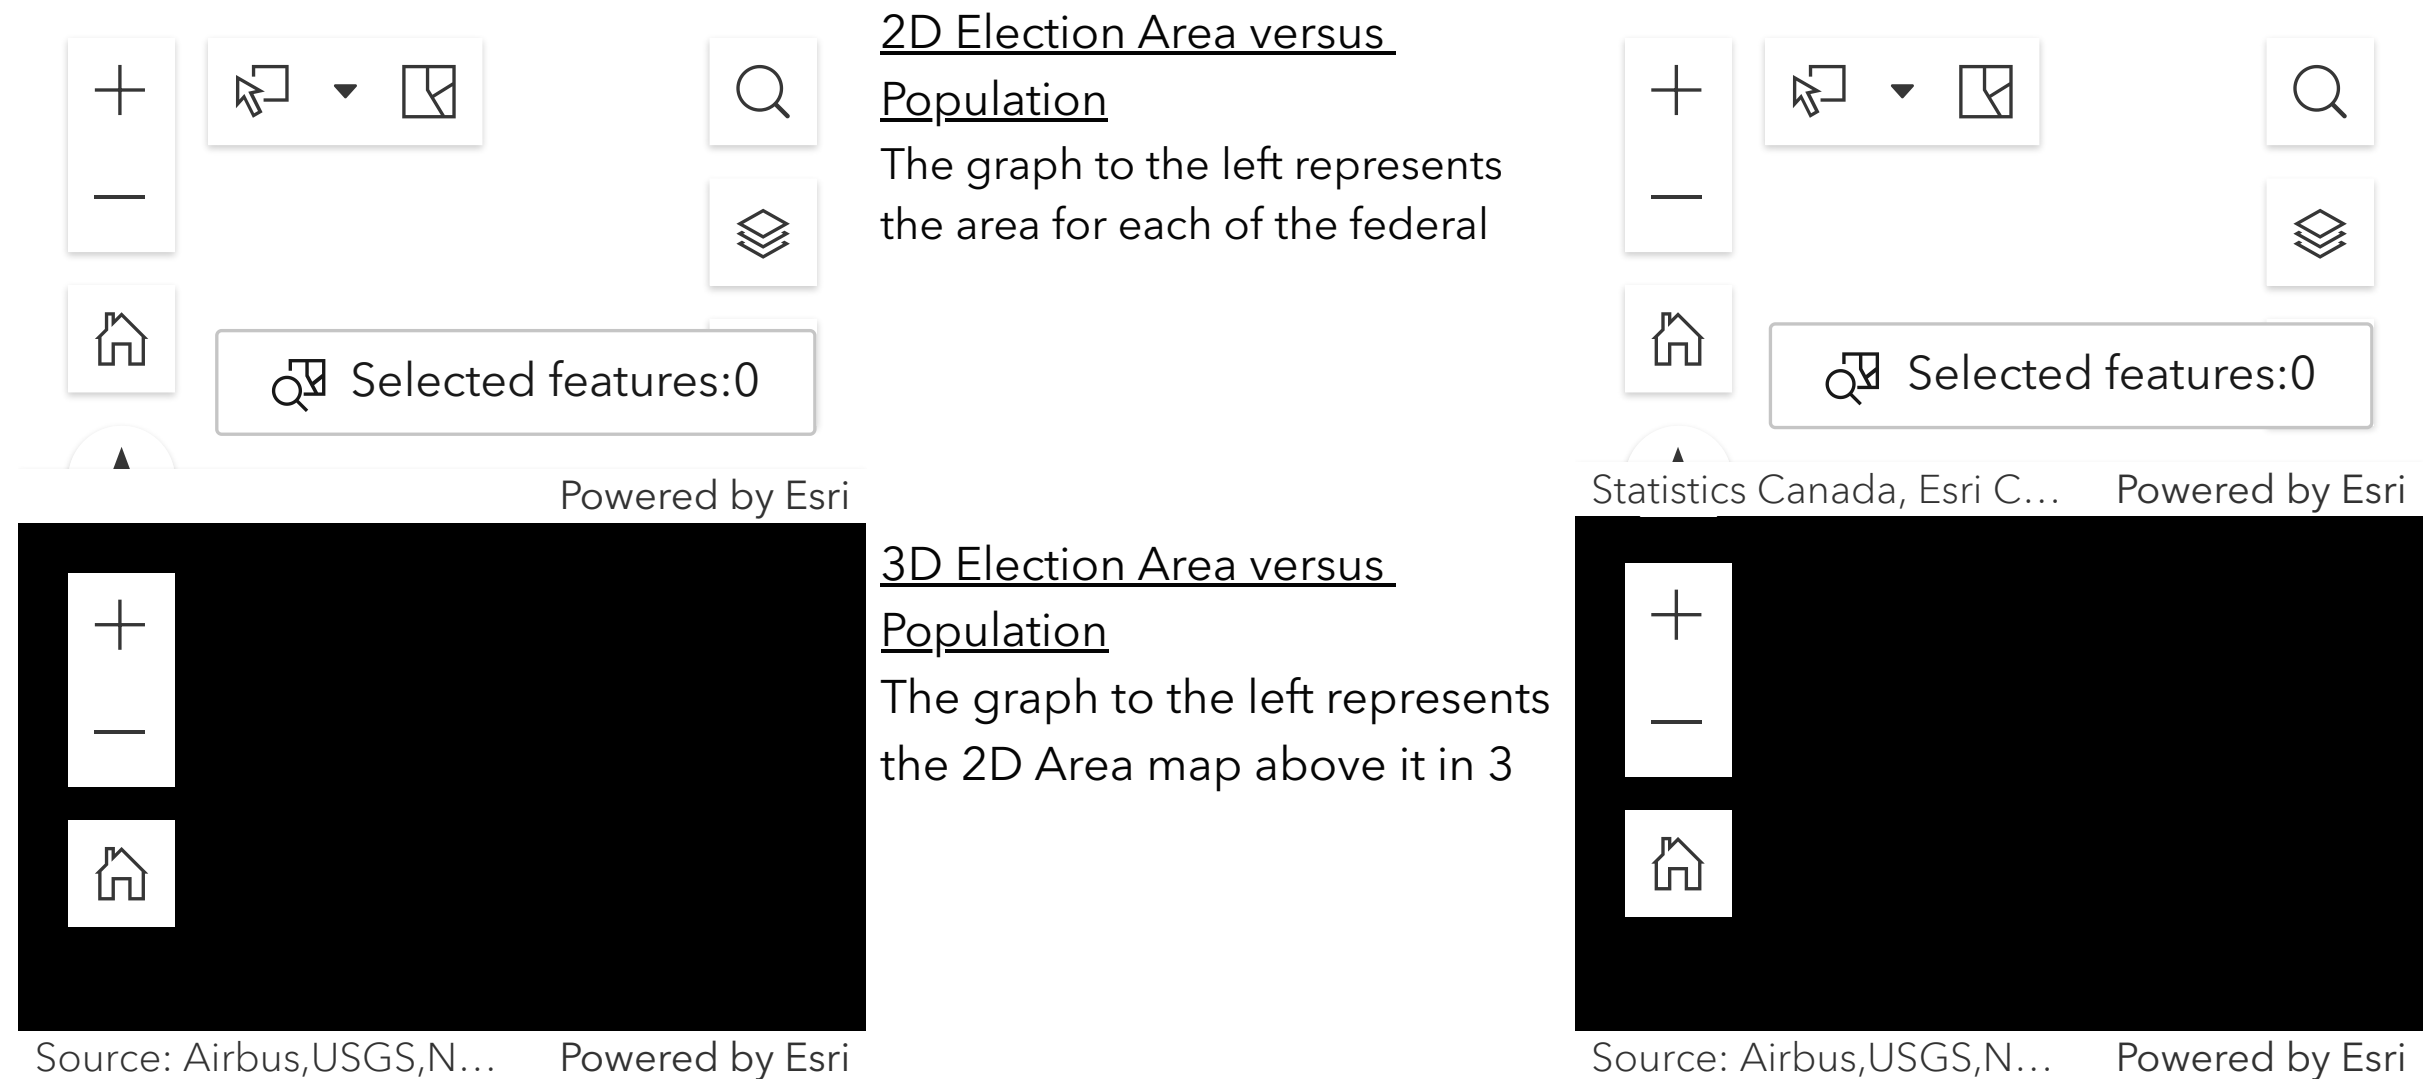 2D Election Area versus
Population
The graph to the left represents
the area for each of the federal
Selected features:0
Selected features:0
Powered by Esri
Statistics Canada, Esri C...
Powered by Esri
3D Election Area versus
Population
The graph to the left represents
the 2D Area map above it in 3
Source: Airbus,USGS,N...
Powered by Esri
Source: Airbus,USGS,N...
Powered by Esri